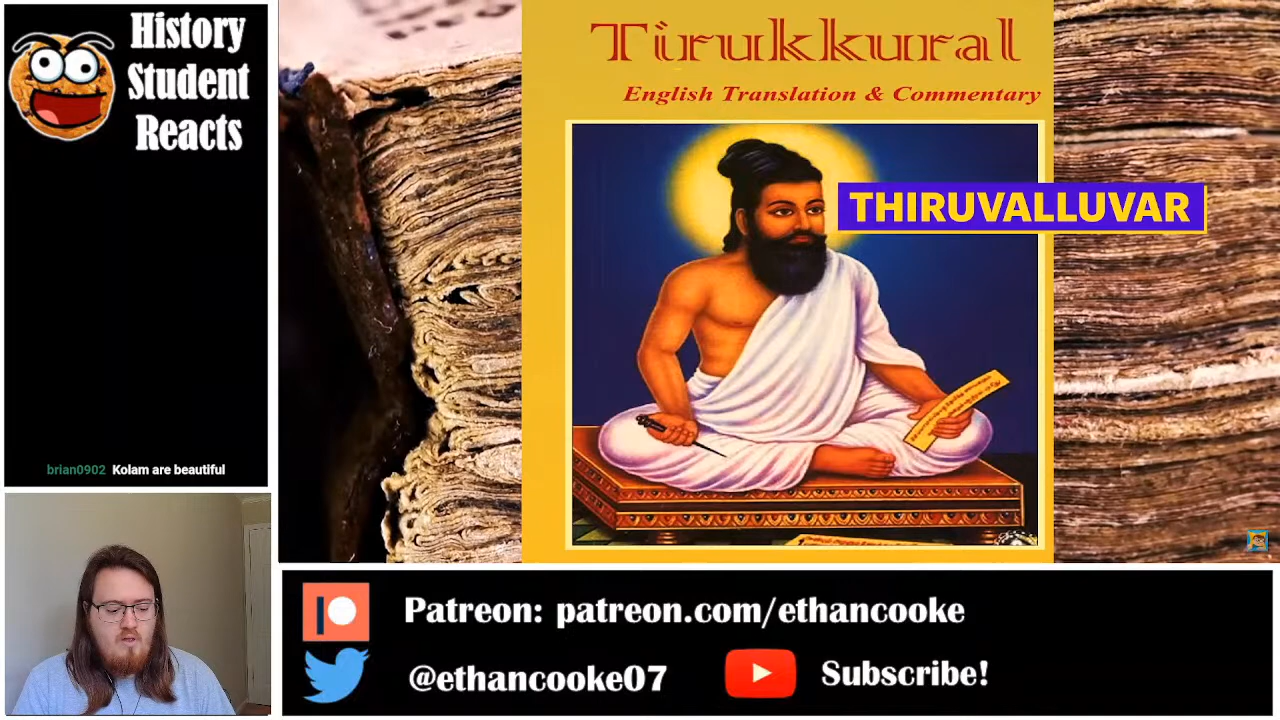 History
Student
Reacts
Tirukkural
English Translation & Commentary
THIRUVALLUVAR
brian0902 Kolam are beautiful
Patreon: patreon.com/ethancooke
@ethancooke07
Subscribe!